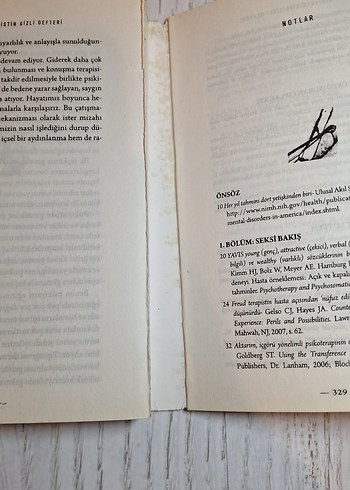 İSTİN GİZLİ DEFTERİ
uyarlılık ve anlayışla sunulduğun-
vuyor.
devam ediyor. Giderek daha çok
bulunması ve konuşma terapisi-
takdir edilmesiyle birlikte psiki-
de bedene yarar sağlayan, saygın
a atıyor. Hayatımız boyunca he-
malarla karşılaşırız. Bu çatışma-
ekanizması olarak ister mizahı
mizin nasıl işlediğini durup dü-
içsel bir aydınlanma hem de ra-
NOTLAR
ÖNSÖZ
10 Her yıl tahmini dört yetişkinden biri- Ulusal Akıl
http://www.nimh.nih.gov/health/publicat
mental-disorders-in-america/index.shtml.
1. BÖLÜM: SEKSİ BAKIŞ
20 YAVIS young (genç), attractive (çekici), verbal
bilgili) ve wealthy (varlıklı) sözcüklerinin
Kimm HJ, Bolz W, Meyer AE. Hamburg
deneyi. Hasta örneklemesi: Açık ve kapal
tahminler. Psychotherapy and Psychosomatic
24 Freud terapistin hasta açısından 'nüfuz edi
düşünürdü- Gelso CJ, Hayes JA. Counte
Experience: Perils and Possibilities. Lawr
Mahwah, NJ, 2007, s. 62.
32 Aktarım, içgörü yönelimli psikoterapinin
Goldberg ST. Using the Transference
Publishers, Dr. Lanham, 2006; Bloch
— 329